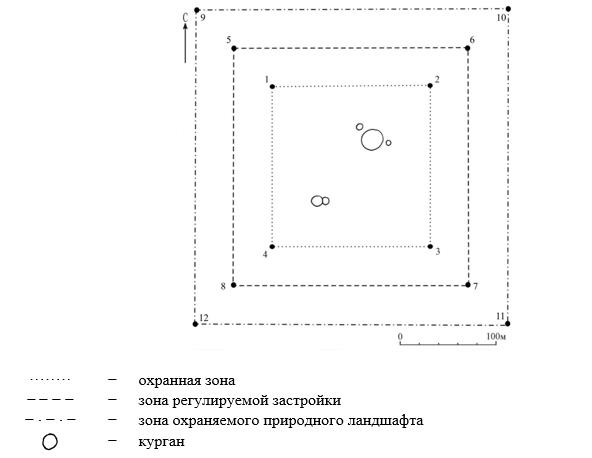 С
9
10
5
6
1
2
4
3
8
7
12
11
0
100м
– охранная зона
– зона регулируемой застройки
– зона охраняемого природного ландшафта
– курган